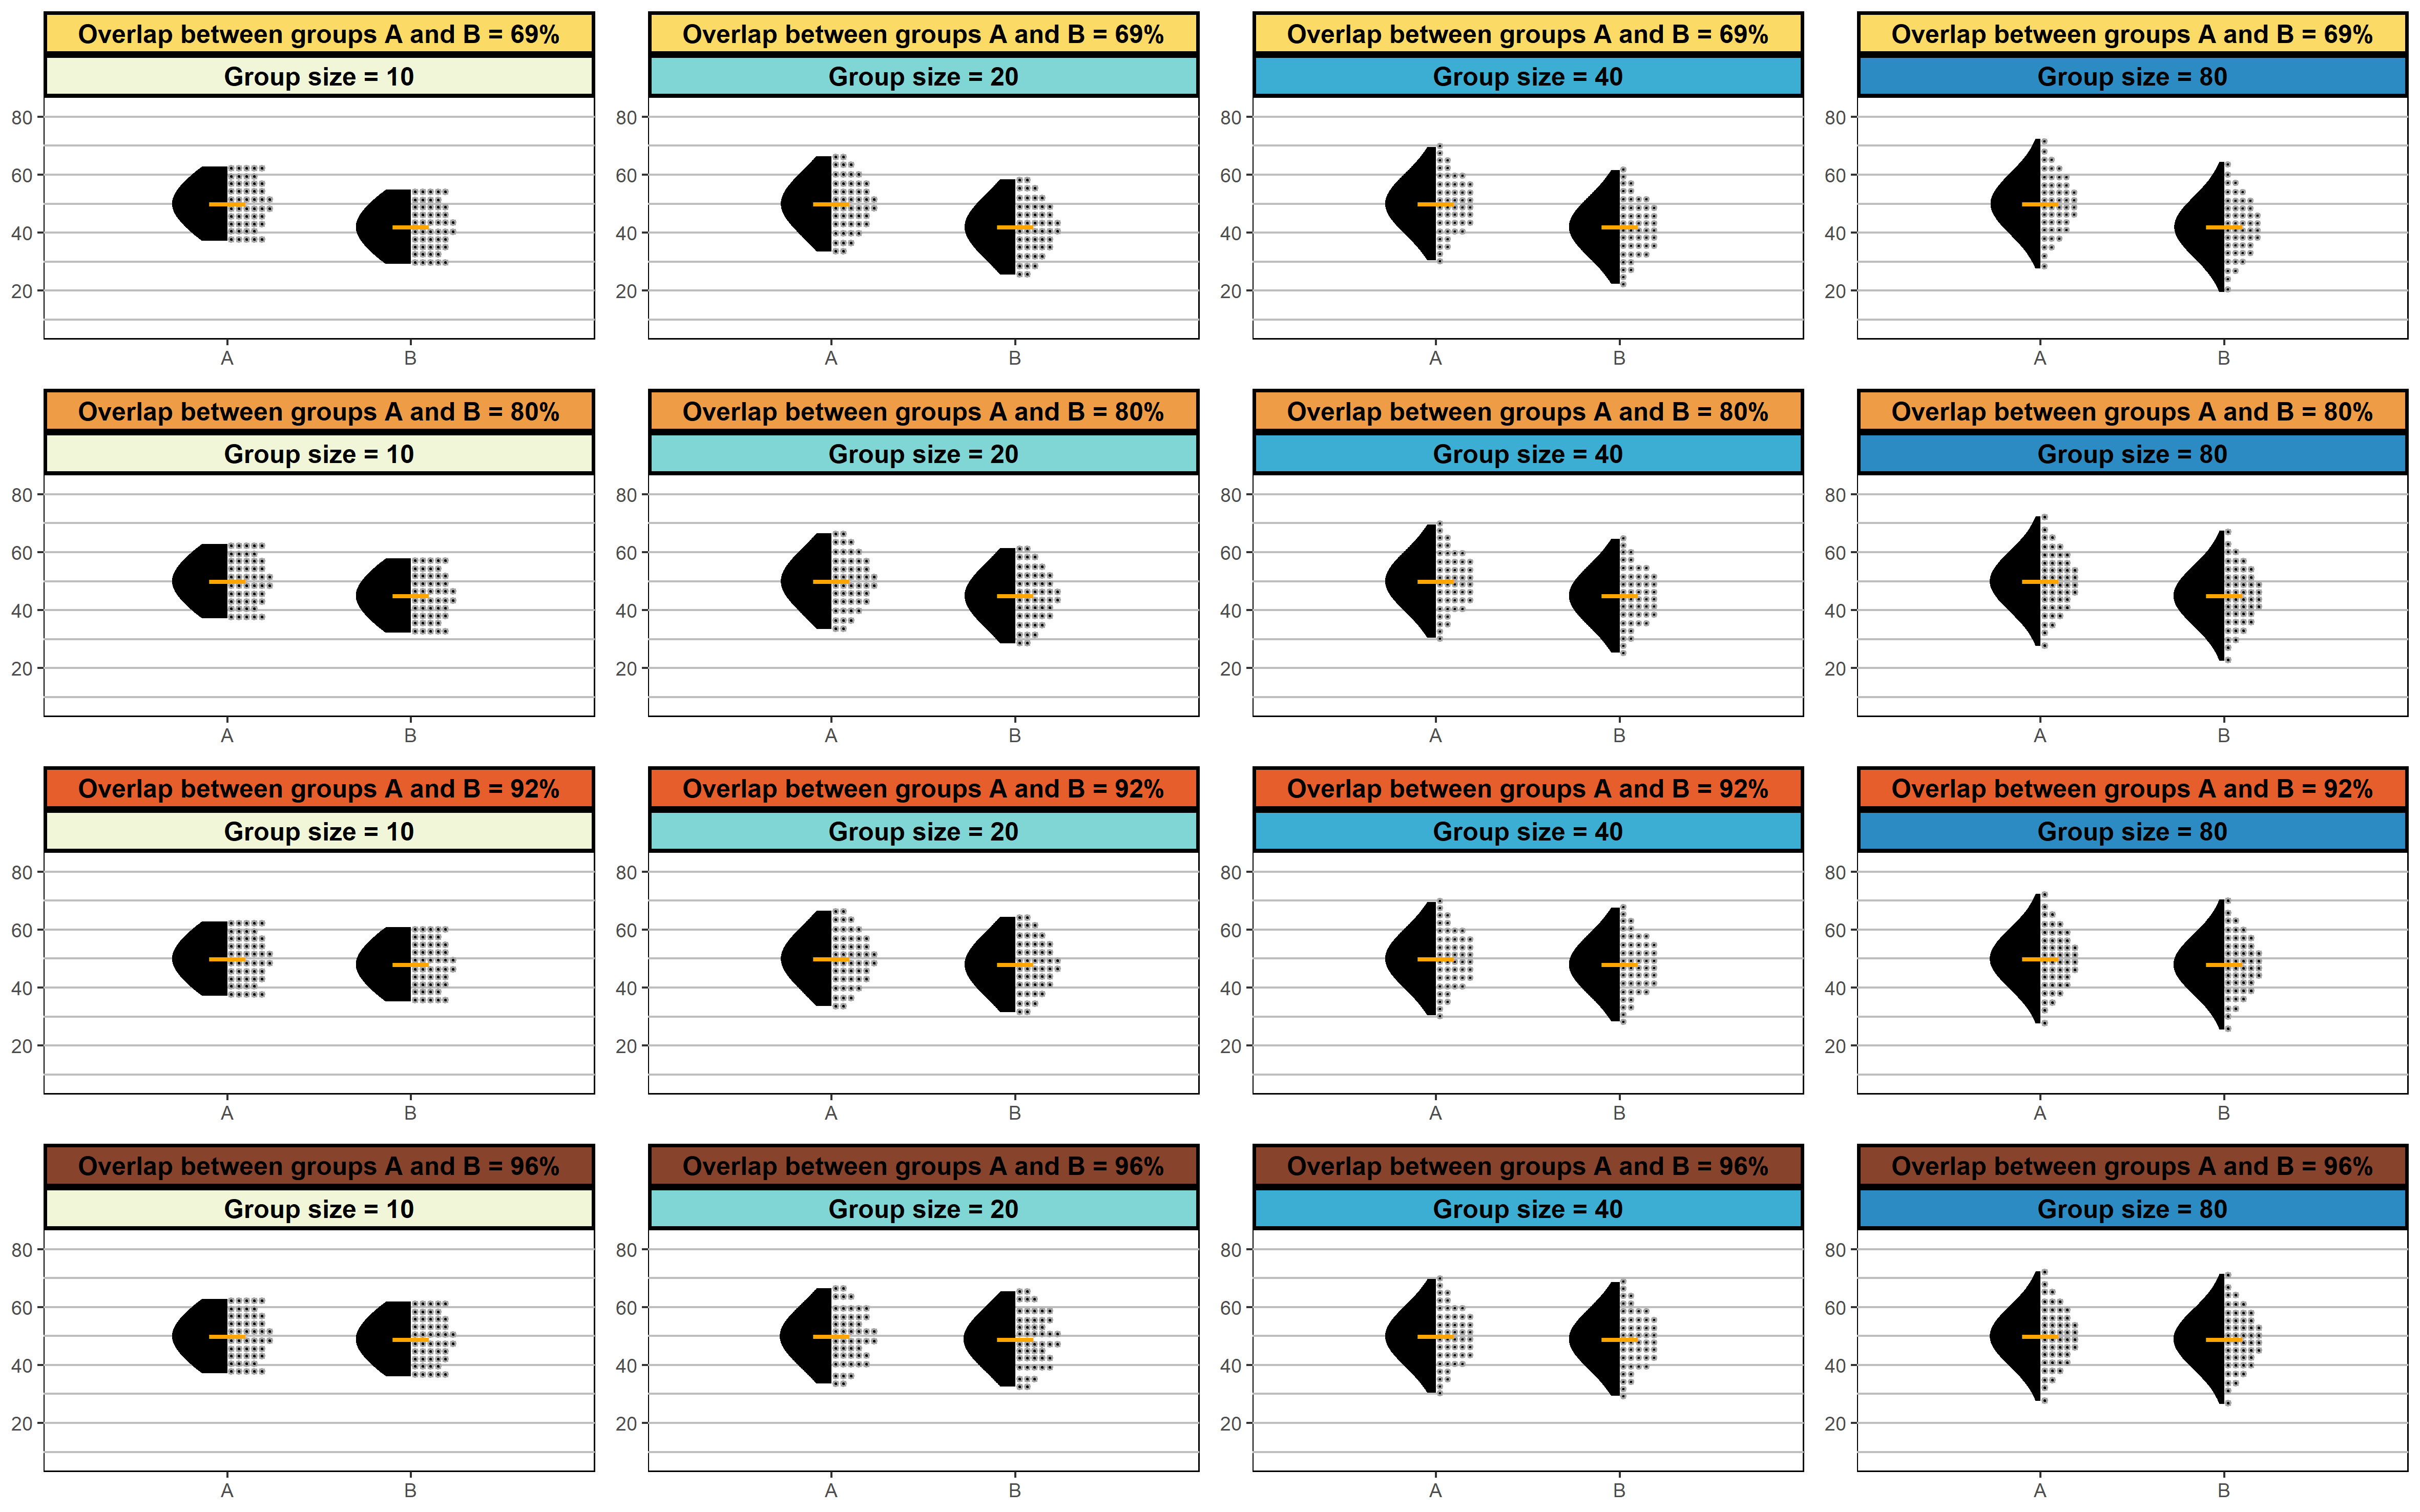 Overlap between groups A and B = 69%
Group size = 10
80
60
40
20
A
B
Overlap between groups A and B = 69%
Group size = 20
80
60
40
20
A
B
Overlap between groups A and B = 69%
Group size = 40
80
60
40
20
A
B
Overlap between groups A and B = 69%
Group size = 80
80
60
40
20
A
B
Overlap between groups A and B = 80%
Group size = 10
80
60
40
20
A
B
Overlap between groups A and B = 80%
Group size = 20
80
60
40
20
A
B
Overlap between groups A and B = 80%
Group size = 40
80
60
40
20
A
B
Overlap between groups A and B = 80%
Group size = 80
80
60
40
20
A
B
Overlap between groups A and B = 92%
Group size = 10
80
60
40
20
A
B
Overlap between groups A and B = 92%
Group size = 20
80
60
40
20
A
B
Overlap between groups A and B = 92%
Group size = 40
80
60
40
20
A
B
Overlap between groups A and B = 92%
Group size = 80
80
60
40
20
A
B
Overlap between groups A and B = 96%
Group size = 10
80
60
40
20
A
B
Overlap between groups A and B = 96%
Group size = 20
80
60
40
20
A
B
Overlap between groups A and B = 96%
Group size = 40
80
60
40
20
A
B
Overlap between groups A and B = 96%
Group size = 80
80
60
40
20
A
B